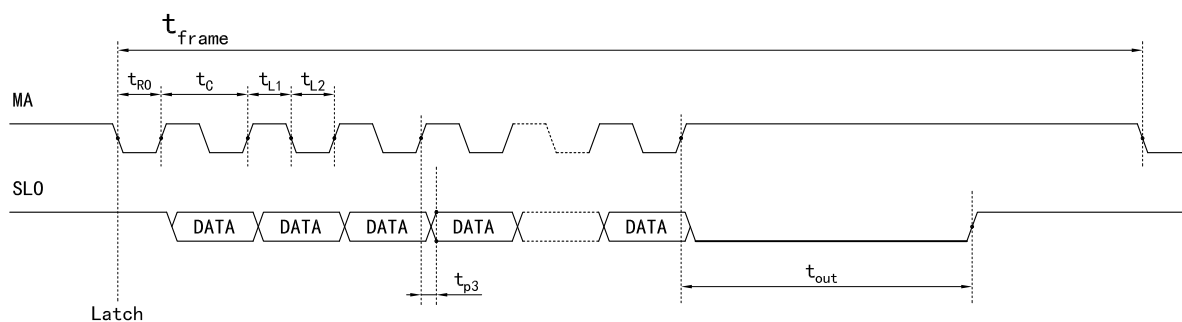 t_frame
t_R0 t_C t_L1 t_L2
MA
SLO
DATA DATA DATA DATA DATA
t_p3 t_out
Latch